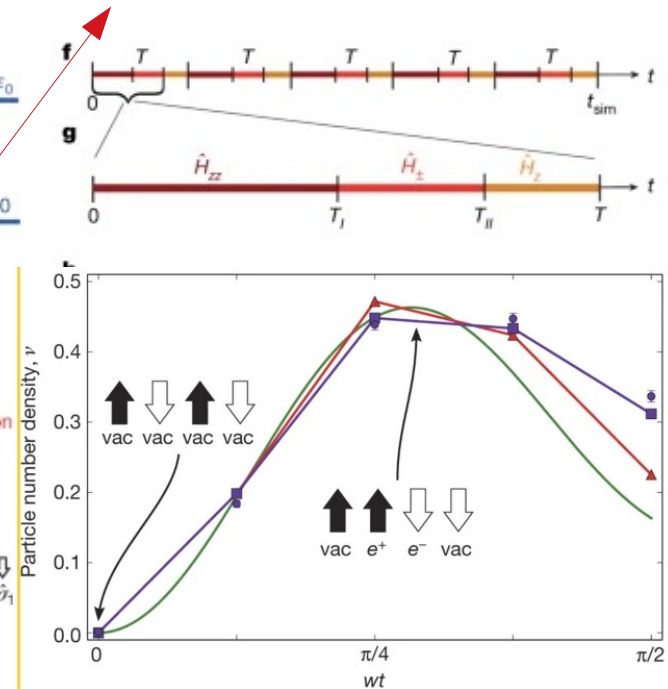 f
T T T T T
t
0
t_sim
g
Ĥ_zz Ĥ_± Ĥ_z
t
0 T_I T_II T
0
Particle number density, ν
0.5
0.4
0.3
0.2
0.1
0.0
vac vac vac vac
vac e⁺ e⁻ vac
0 π/4 π/2
wt